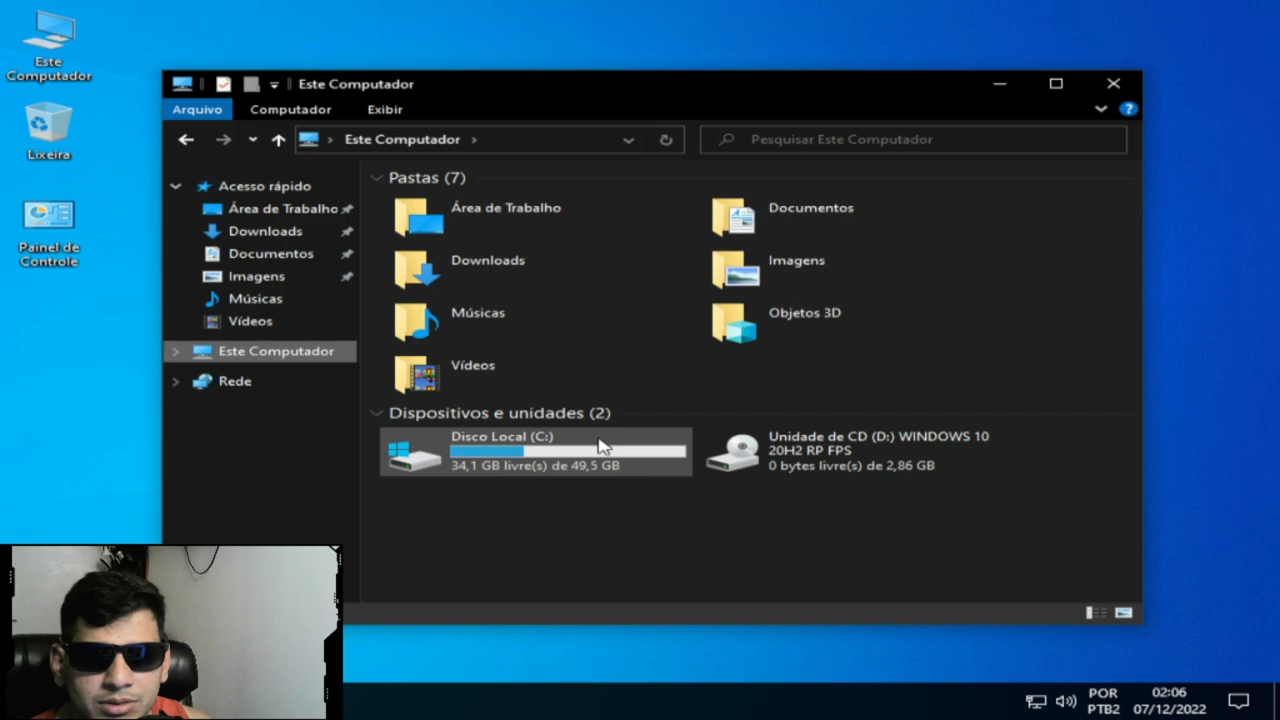 Este
Computador
Lixeira
Painel de
Controle
Este Computador
Arquivo
Computador
Exibir
Este Computador
Pesquisar Este Computador
Acesso rápido
Área de Trabalho
Downloads
Documentos
Imagens
Músicas
Vídeos
Este Computador
Rede
Pastas (7)
Área de Trabalho
Documentos
Downloads
Imagens
Músicas
Objetos 3D
Vídeos
Dispositivos e unidades (2)
Disco Local (C:)
34,1 GB livre(s) de 49,5 GB
Unidade de CD (D:) WINDOWS 10
20H2 RP FPS
0 bytes livre(s) de 2,86 GB
POR
PTB2
02:06
07/12/2022